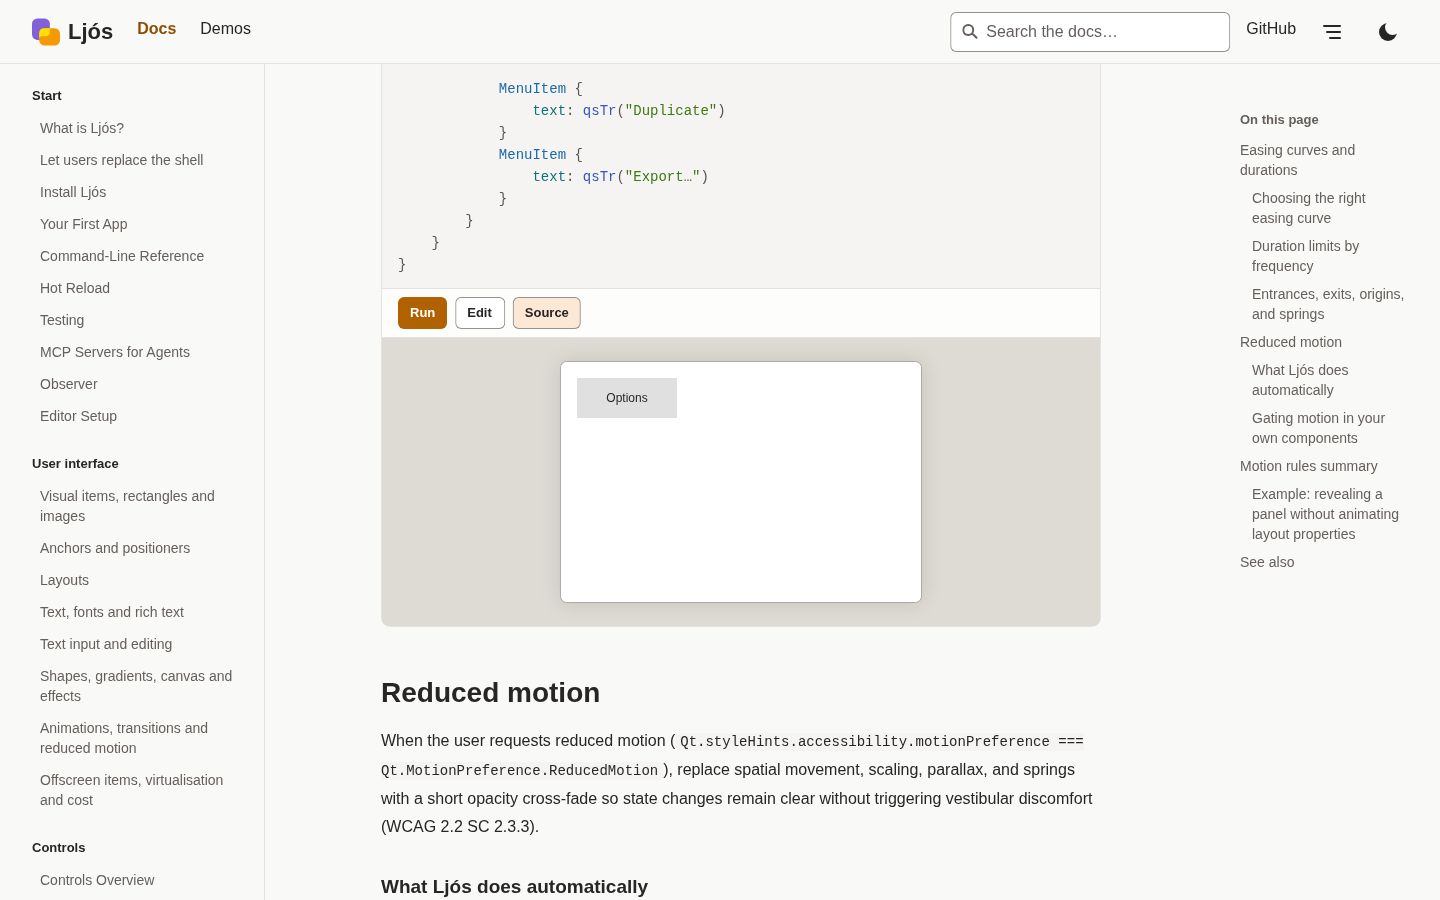 Ljós
Docs
Demos
Search the docs…
GitHub
Start
What is Ljós?
Let users replace the shell
Install Ljós
Your First App
Command-Line Reference
Hot Reload
Testing
MCP Servers for Agents
Observer
Editor Setup
User interface
Visual items, rectangles and
images
Anchors and positioners
Layouts
Text, fonts and rich text
Text input and editing
Shapes, gradients, canvas and
effects
Animations, transitions and
reduced motion
Offscreen items, virtualisation
and cost
Controls
Controls Overview
MenuItem {
text: qsTr("Duplicate")
}
MenuItem {
text: qsTr("Export…")
}
}
}
}
Run
Edit
Source
Options
Reduced motion
When the user requests reduced motion ( Qt.styleHints.accessibility.motionPreference ===
Qt.MotionPreference.ReducedMotion ), replace spatial movement, scaling, parallax, and springs
with a short opacity cross-fade so state changes remain clear without triggering vestibular discomfort
(WCAG 2.2 SC 2.3.3).
What Ljós does automatically
On this page
Easing curves and
durations
Choosing the right
easing curve
Duration limits by
frequency
Entrances, exits, origins,
and springs
Reduced motion
What Ljós does
automatically
Gating motion in your
own components
Motion rules summary
Example: revealing a
panel without animating
layout properties
See also